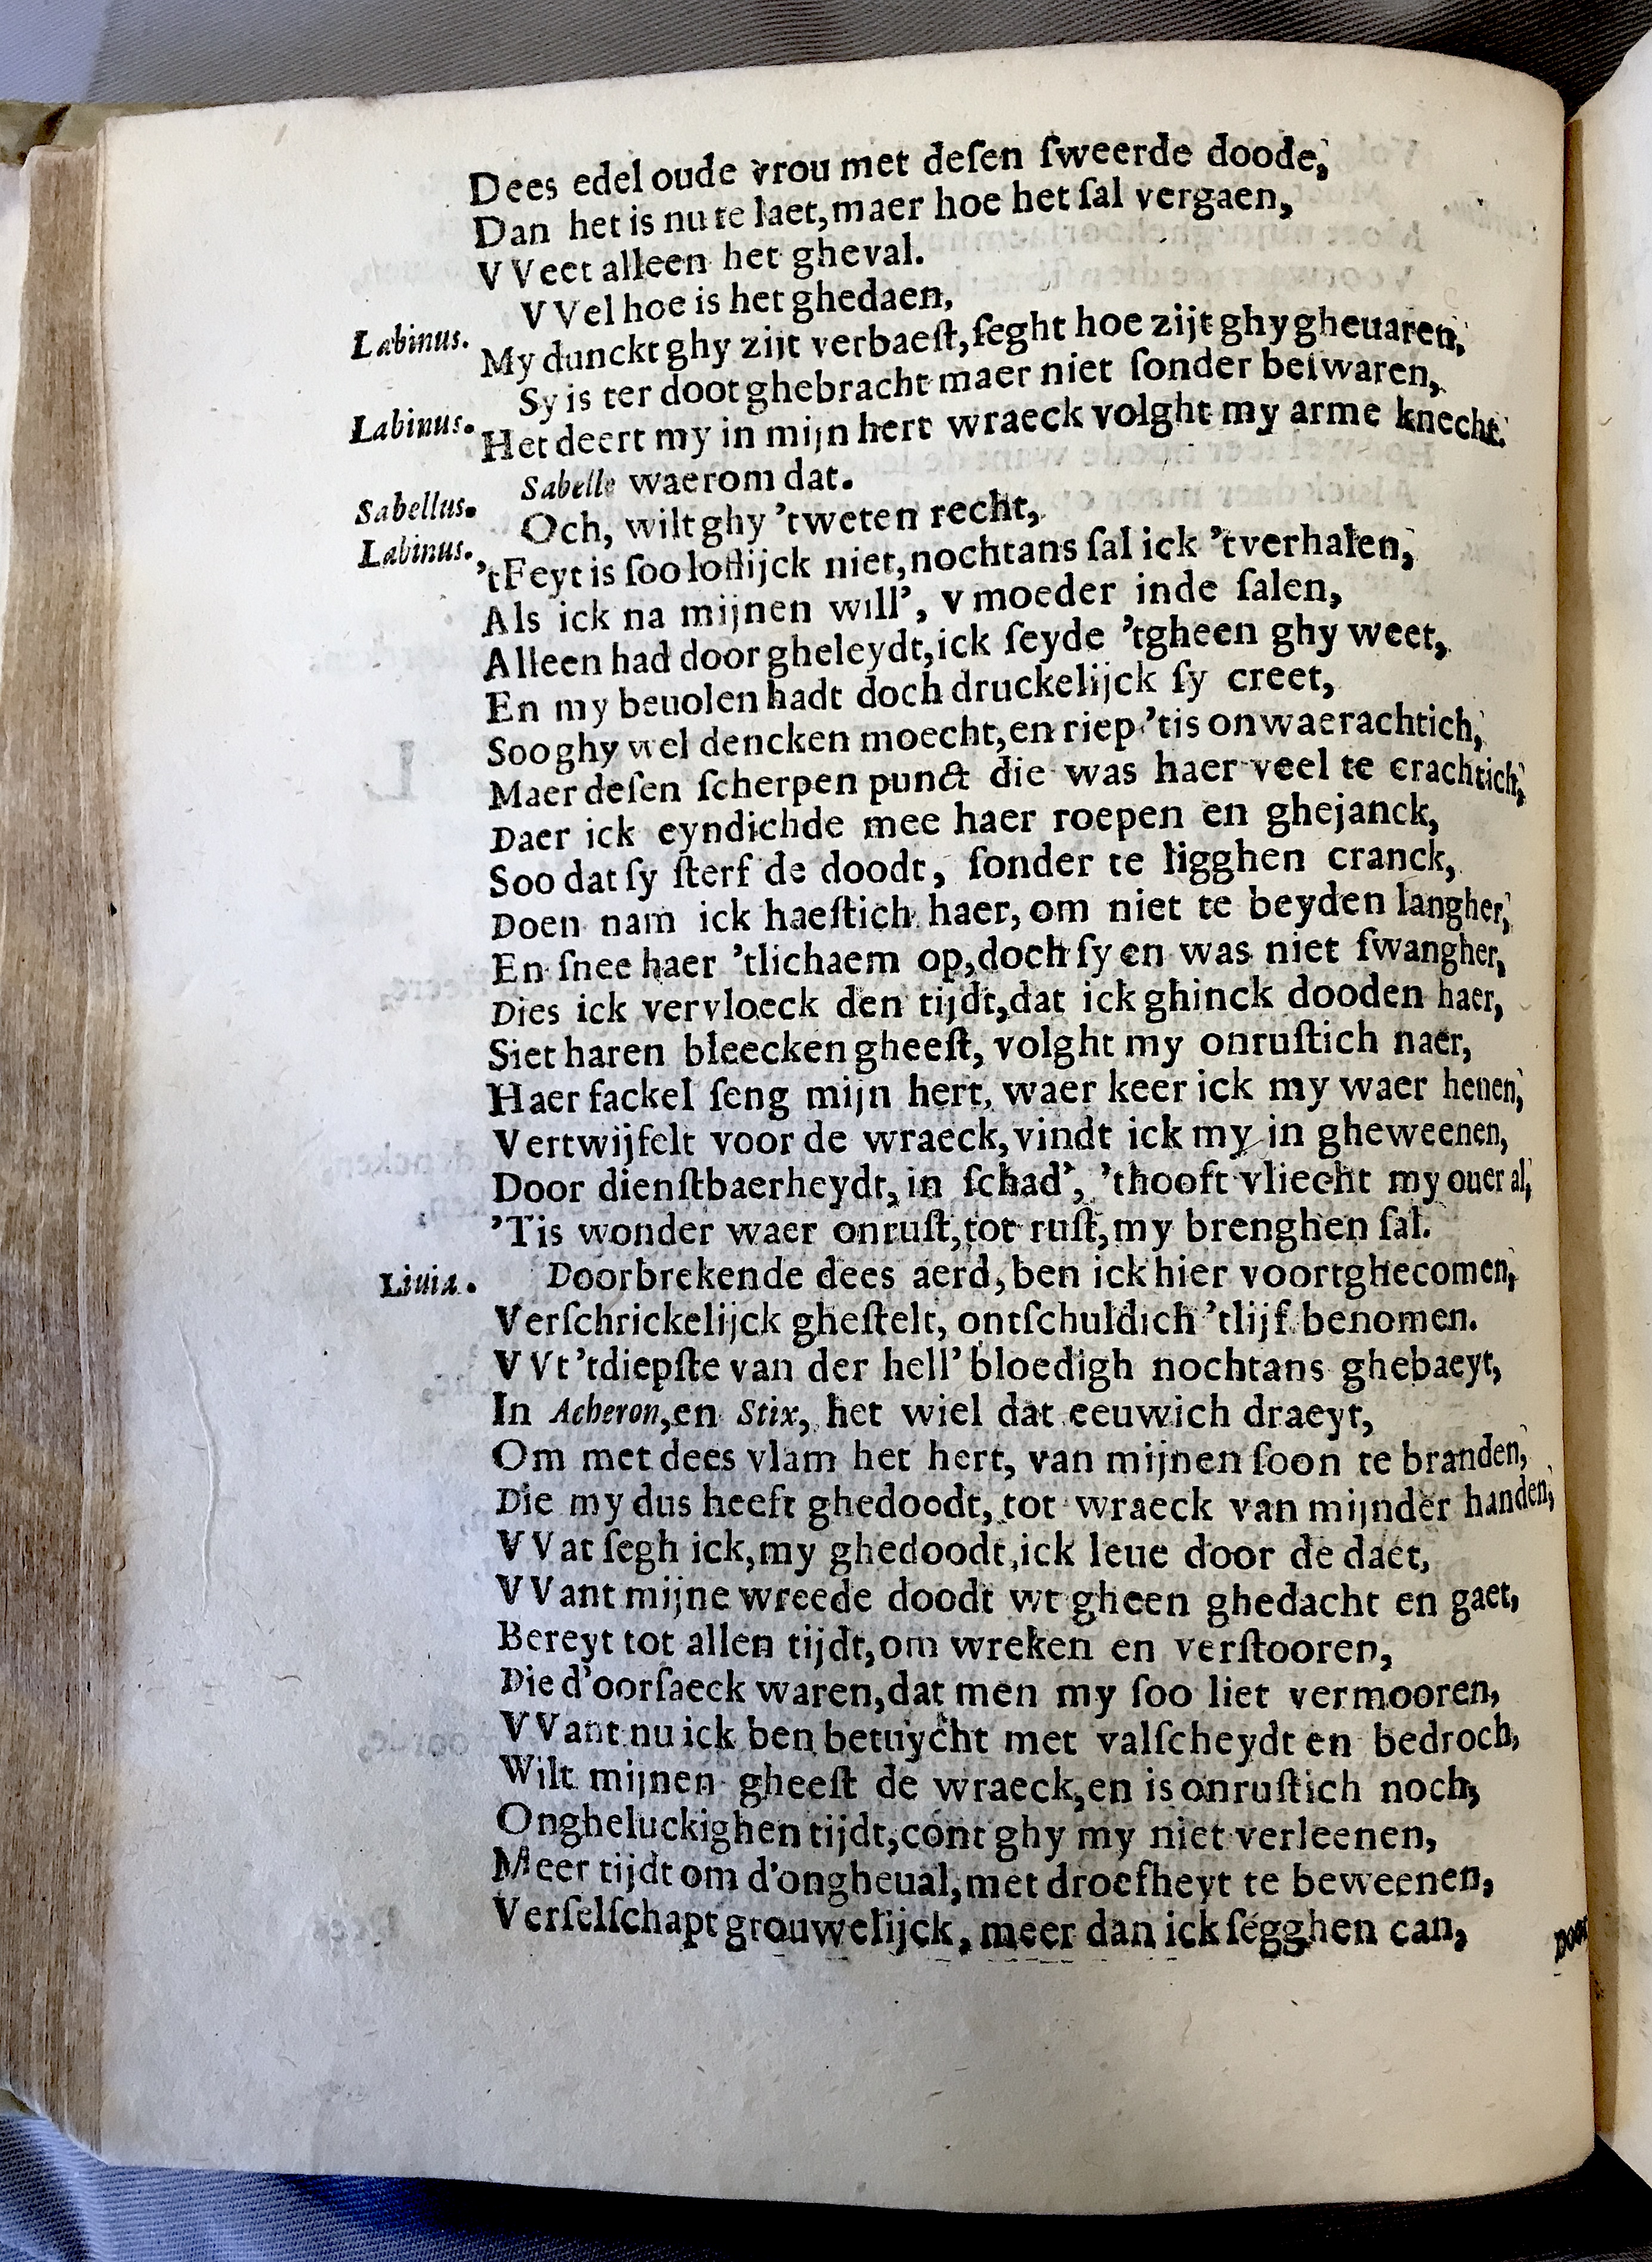 Dees edel oude vrou met deſen ſweerde doode,
Dan het is nu te laet, maer hoe het ſal vergaen,
VVeet alleen het gheval.
VVel hoe is het ghedaen,
Labinus. My dunckt ghy zijt verbaeſt, ſeght hoe zijt ghy gheuaren,
Sy is ter doot ghebracht maer niet ſonder beſwaren,
Labinus. Het deert my in mijn hert wraeck volght my arme knecht.
Sabelle waerom dat.
Sabellus. Och, wilt ghy 'tweten recht,
Labinus. 'tFeyt is ſoo loflijck niet, nochtans ſal ick 'tverhalen,
Als ick na mijnen will', v moeder inde ſalen,
Alleen had door gheleydt, ick ſeyde 'tgheen ghy weet,
En my beuolen hadt doch druckelijck ſy creet,
Soo ghy wel dencken moecht, en riep 'tis onwaerachtich,
Maer deſen ſcherpen punct die was haer veel te crachtich,
Daer ick eyndichde mee haer roepen en ghejanck,
Soo dat ſy ſterf de doodt, ſonder te ligghen cranck,
Doen nam ick haeſtich haer, om niet te beyden langher,
En ſnee haer 'tlichaem op, doch ſy en was niet ſwangher,
Dies ick vervloeck den tijdt, dat ick ghinck dooden haer,
Siet haren bleecken gheeſt, volght my onruſtich naer,
Haer fackel ſeng mijn hert, waer keer ick my waer henen,
Vertwijfelt voor de wraeck, vindt ick my in gheweenen,
Door dienſtbaerheydt, in ſchad', 'thooft vliecht my ouer al,
'Tis wonder waer onruſt, tot ruſt, my brenghen ſal.
Liuia. Doorbrekende dees aerd, ben ick hier voortghecomen,
Verſchrickelijck gheſtelt, ontſchuldich 'tlijf benomen.
VVt 'tdiepſte van der hell' bloedigh nochtans ghebaeyt,
In Acheron, en Stix, het wiel dat eeuwich draeyt,
Om met dees vlam het hert, van mijnen ſoon te branden,
Die my dus heeft ghedoodt, tot wraeck van mijnder handen,
VVat ſegh ick, my ghedoodt, ick leue door de daet,
VVant mijne wreede doodt wt gheen ghedacht en gaet,
Bereyt tot allen tijdt, om wreken en verſtooren,
Die d'oorſaeck waren, dat men my ſoo liet vermooren,
VVant nu ick ben betuycht met valſcheydt en bedroch,
Wilt mijnen gheeſt de wraeck, en is onruſtich noch,
Ongheluckighen tijdt, cont ghy my niet verleenen,
Meer tijdt om d'ongheual, met droefheyt te beweenen,
Verſelſchapt grouwelijck, meer dan ick ſegghen can,
Door